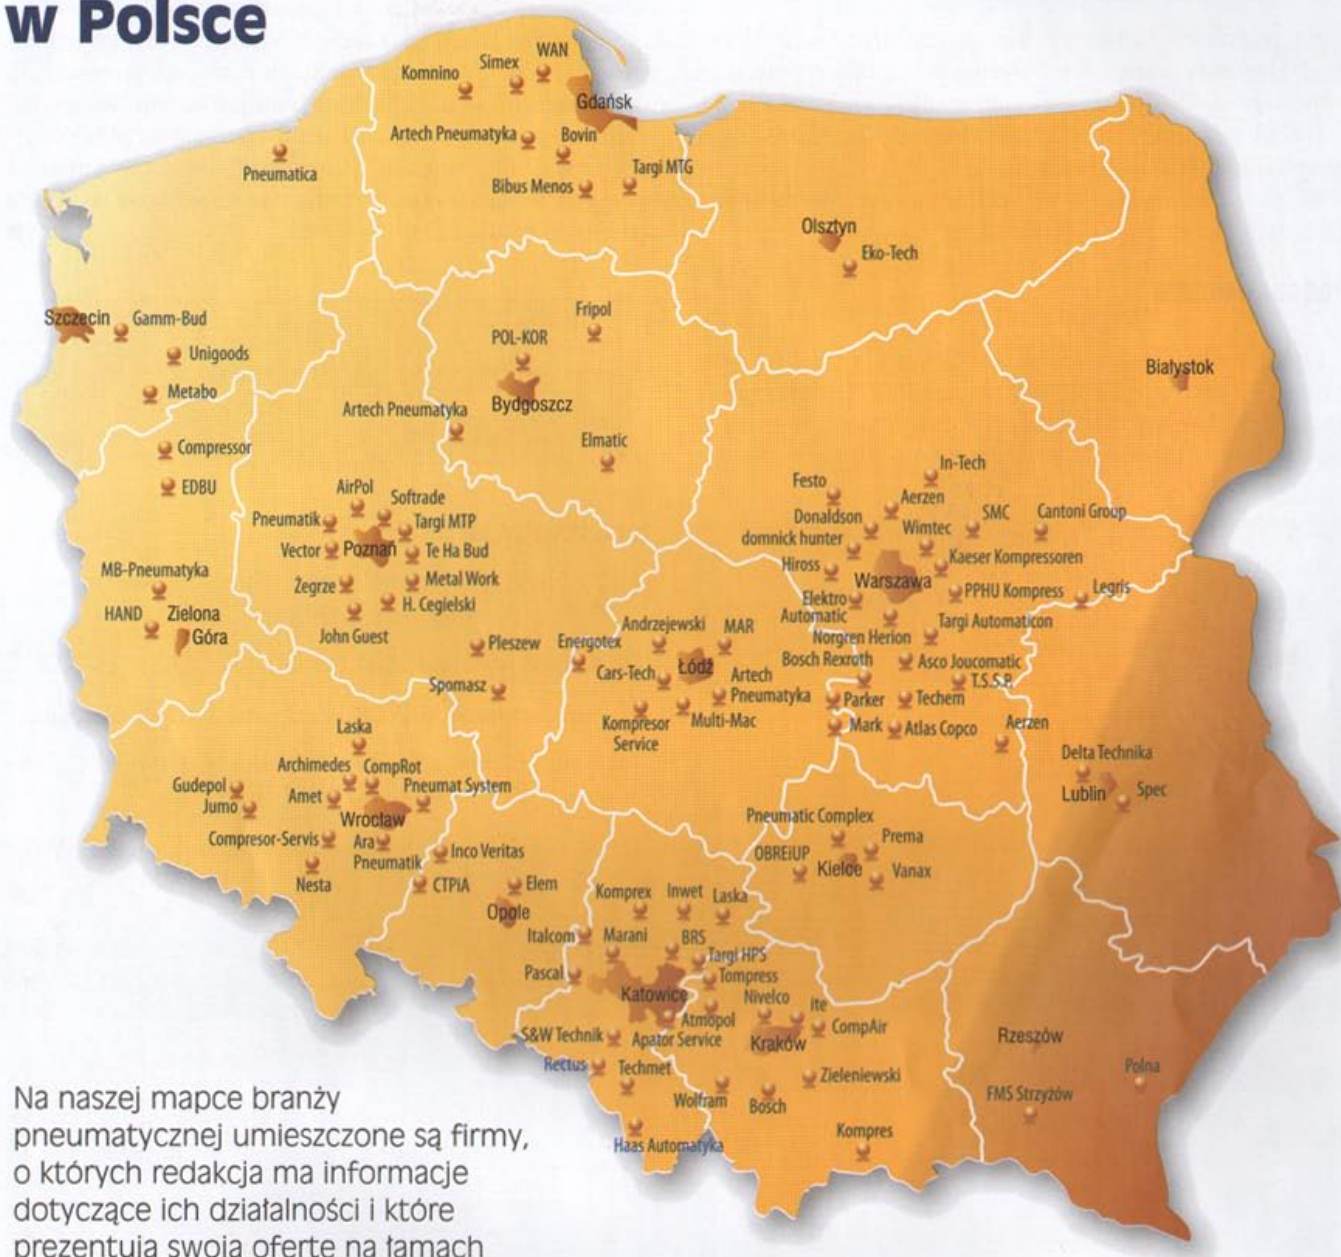 w Polsce
WAN
Simex
Komnino
Gdańsk
Artech Pneumatyka
Bovin
Targi MTG
Bibus Menos
Pneumatica
Olsztyn
Eko-Tech
Szczecin
Gamm-Bud
Unigoods
Metabo
Fripol
POL-KOR
Bydgoszcz
Białystok
Artech Pneumatyka
Elmatic
Compressor
EDBU
MB-Pneumatyka
HAND
Zielona
Góra
AirPol
Softrade
Pneumatik
Targi MTP
Vector
Poznań
Te Ha Bud
Żegrze
Metal Work
H. Cegielski
John Guest
Pleszew
Spomasz
In-Tech
Festo
Aerzen
Donaldson
Wimtec
SMC
Cantoni Group
domnick hunter
Kaeser Kompressoren
Hiross
Warszawa
PPHU Kompress
Legris
Elektro
Automatic
Targi Automaticon
Norgren Herion
Bosch Rexroth
Asco Joucomatic
T.S.S.P.
Parker
Techem
Mark
Atlas Copco
Aerzen
Energotex
Andrzejewski
MAR
Cars-Tech
Łódź
Artech
Pneumatyka
Kompresor
Service
Multi-Mac
Delta Technika
Lublin
Spec
Laska
Archimedes
CompRot
Gudepol
Jumo
Amet
Pneumat System
Wrocław
Compresor-Servis
Ara
Pneumatik
Nesta
Inco Veritas
CTPiA
Elem
Opole
Pneumatic Complex
Prema
OBREiUP
Kielce
Vanax
Komprex
Inwet
Laska
Italcom
Marani
BRS
Targi HPS
Pascal
Tompress
Katowice
Nivelco
Ite
Atmopol
CompAir
S&W Technik
Apator Service
Kraków
Rectus
Techmet
Zieleniewski
Wolfram
Bosch
Haas Automatyka
Kompres
Rzeszów
Polna
FMS Strzyżów
Na naszej mapce branży
pneumatycznej umieszczone są firmy,
o których redakcja ma informacje
dotyczące ich działalności i które
prezentują swoją ofertę na łamach